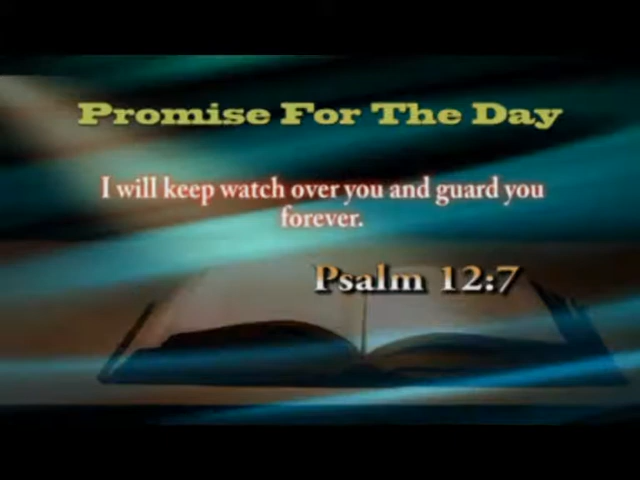 Promise For The Day
I will keep watch over you and guard you
forever.
Psalm 12:7